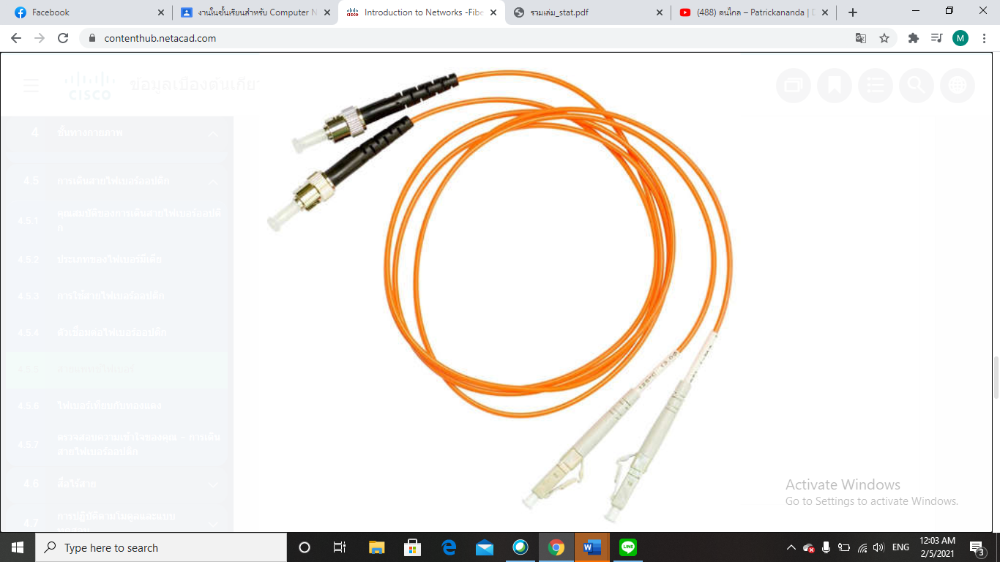 Facebook
งานในชั้นเรียนสำหรับ Computer N
Introduction to Networks -Fibe
รวมเล่ม_stat.pdf
(488) ตนไกล – Patrickananda | D
contenthub.netacad.com
M
CISCO
ข้อมูลเบื้องต้นเกี่ย
4 ชั้นทางกายภาพ
4.5 การเดินสายไฟเบอร์ออปติก
4.5.1 คุณสมบัติของการเดินสายไฟเบอร์ออปติ
ก
4.5.2 ประเภทของไฟเบอร์มีเดีย
4.5.3 การใช้สายไฟเบอร์ออปติก
4.5.4 ตัวเชื่อมต่อไฟเบอร์ออปติก
4.5.5 สายแพทช์ไฟเบอร์
4.5.6 ไฟเบอร์เทียบกับทองแดง
4.5.7 ตรวจสอบความเข้าใจของคุณ - การเดิน
สายไฟเบอร์ออปติก
4.6 สื่อไร้สาย
4.7 การปฏิบัติตามโมดูลและแบบ
Activate Windows
Go to Settings to activate Windows.
Type here to search
LINE
ENG
12:03 AM
2/5/2021
3